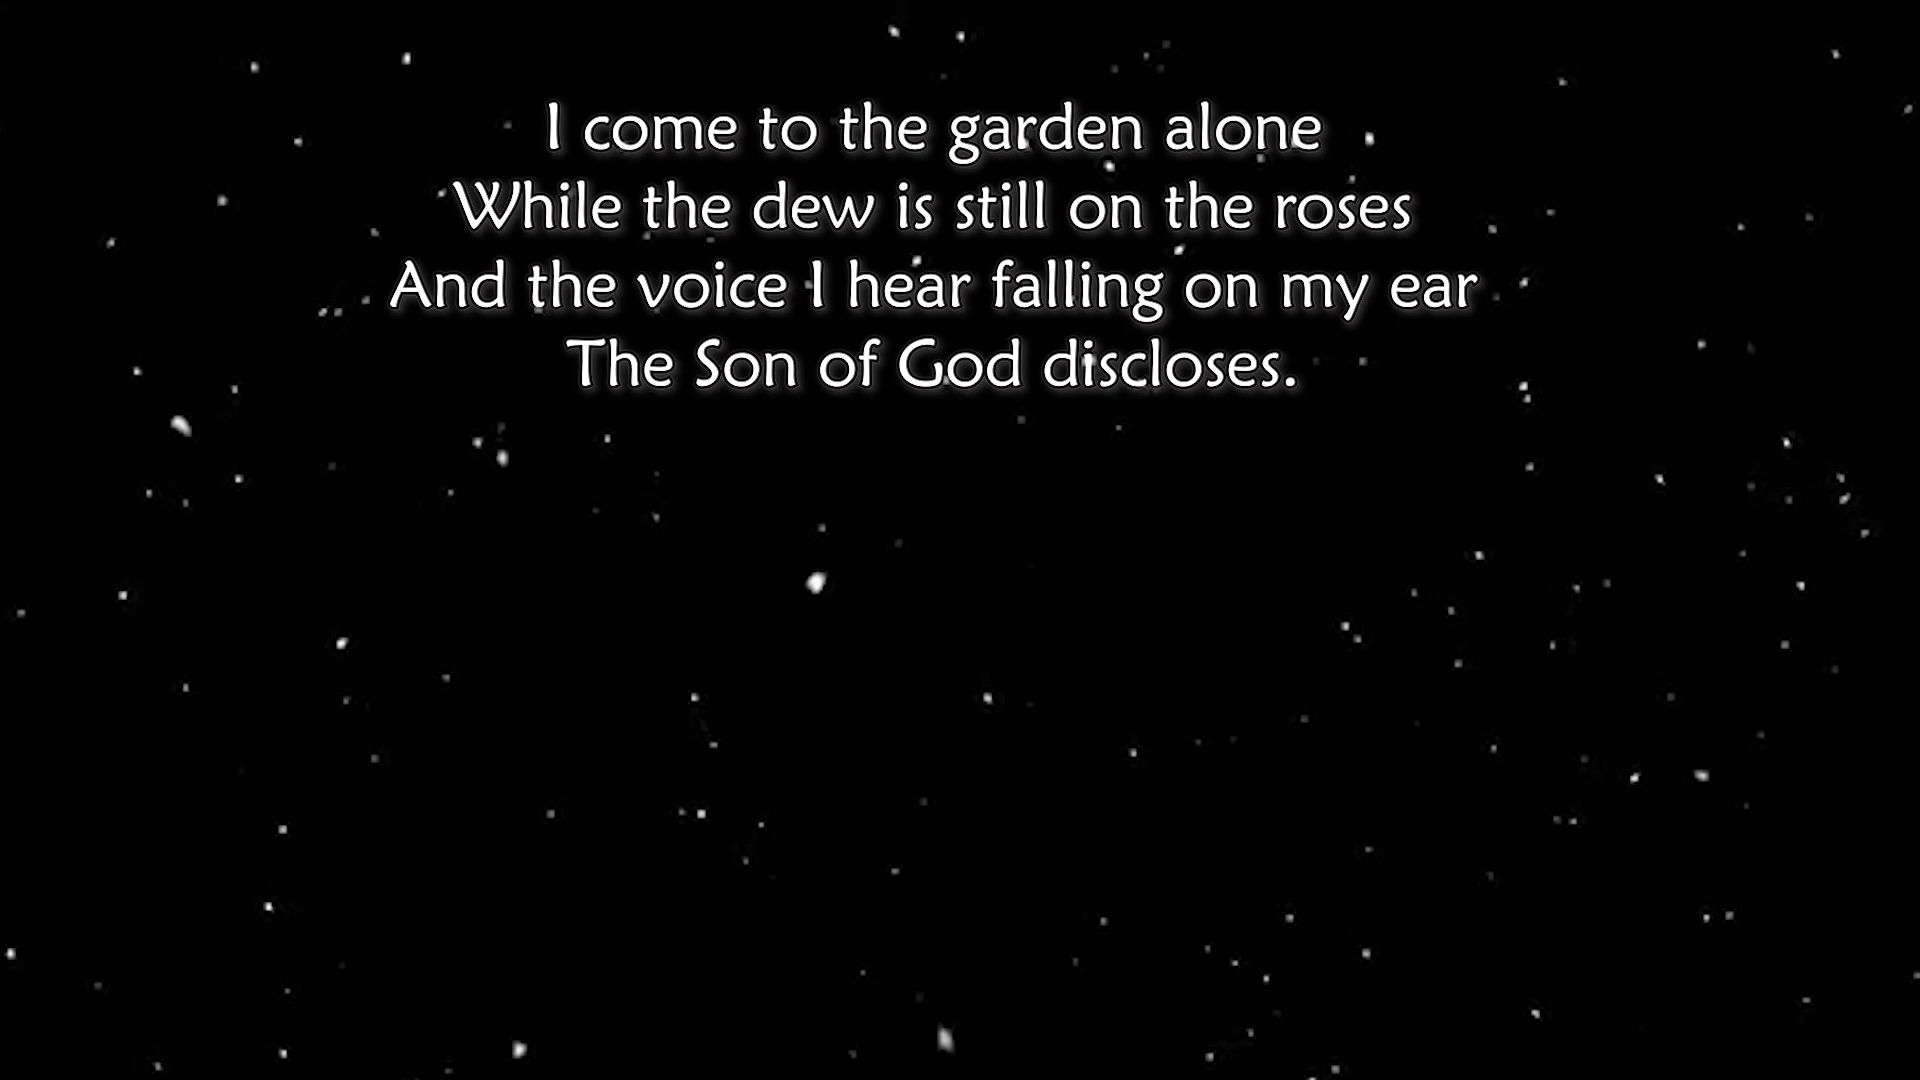 I come to the garden alone
While the dew is still on the roses
And the voice I hear falling on my ear
The Son of God discloses.